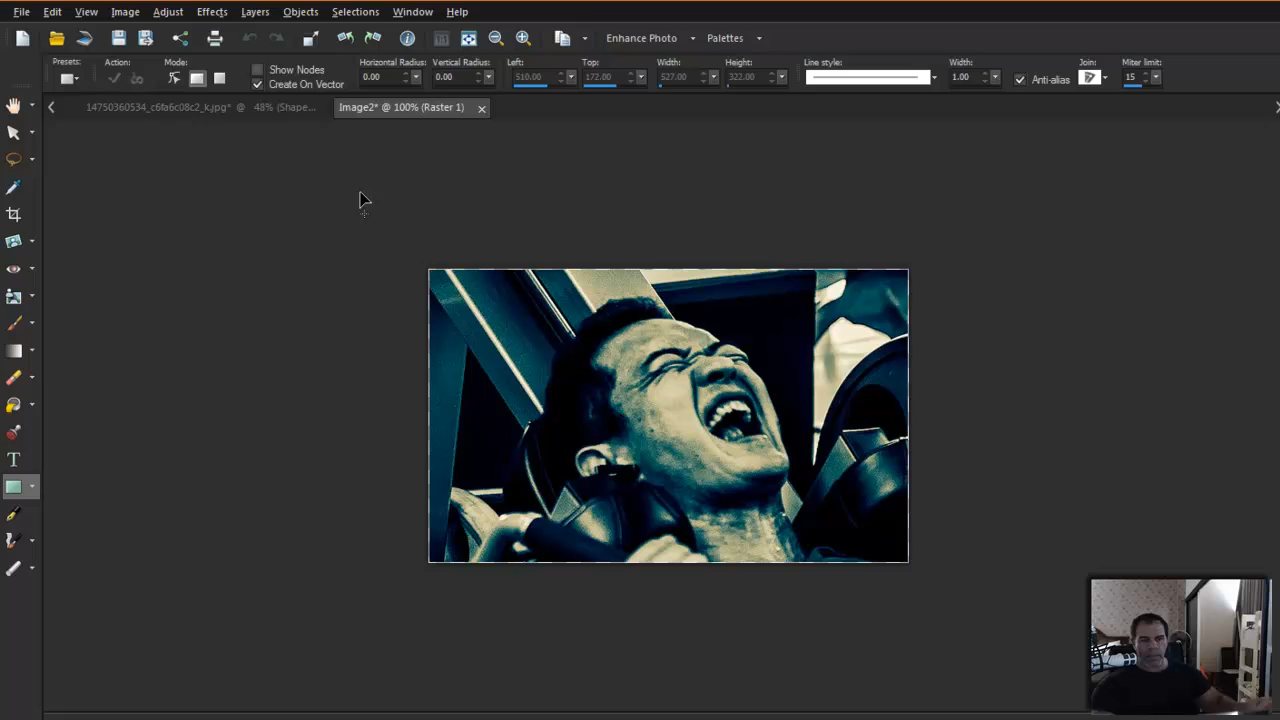 File Edit View Image Adjust Effects Layers Objects Selections Window Help
Enhance Photo Palettes
Presets: Action: Mode: Show Nodes Create On Vector Horizontal Radius: Vertical Radius: Left: Top: Width: Height: Line style: Width: Anti-alias Join: Miter limit:
0.00 0.00 510.00 172.00 527.00 322.00 1.00 15
14750360534_c6fa6c08c2_k.jpg* @ 48% (Shape... Image2* @ 100% (Raster 1)
T